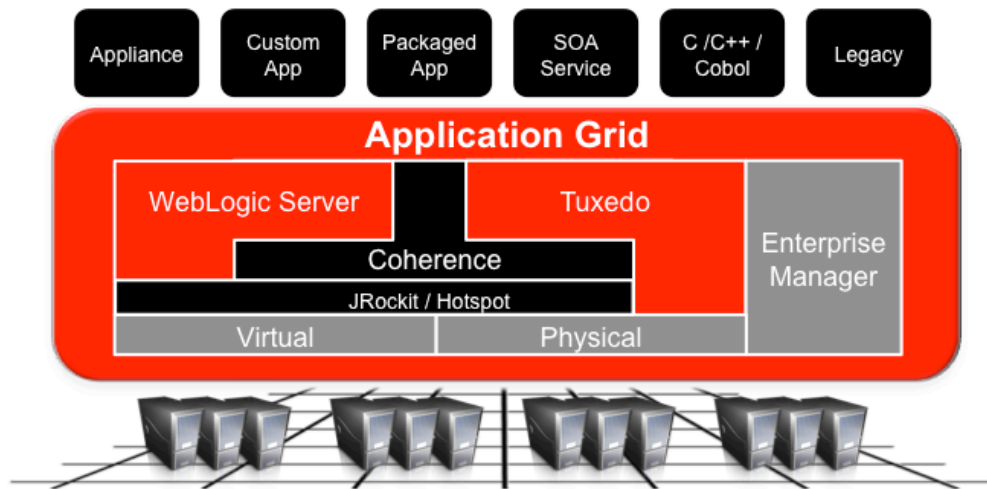 Appliance
Custom
App
Packaged
App
SOA
Service
C /C++ /
Cobol
Legacy
Application Grid
WebLogic Server
Tuxedo
Enterprise
Manager
Coherence
JRockit / Hotspot
Virtual
Physical